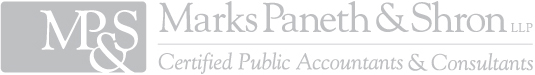 MP&S
Marks Paneth & Shron LLP
Certified Public Accountants & Consultants